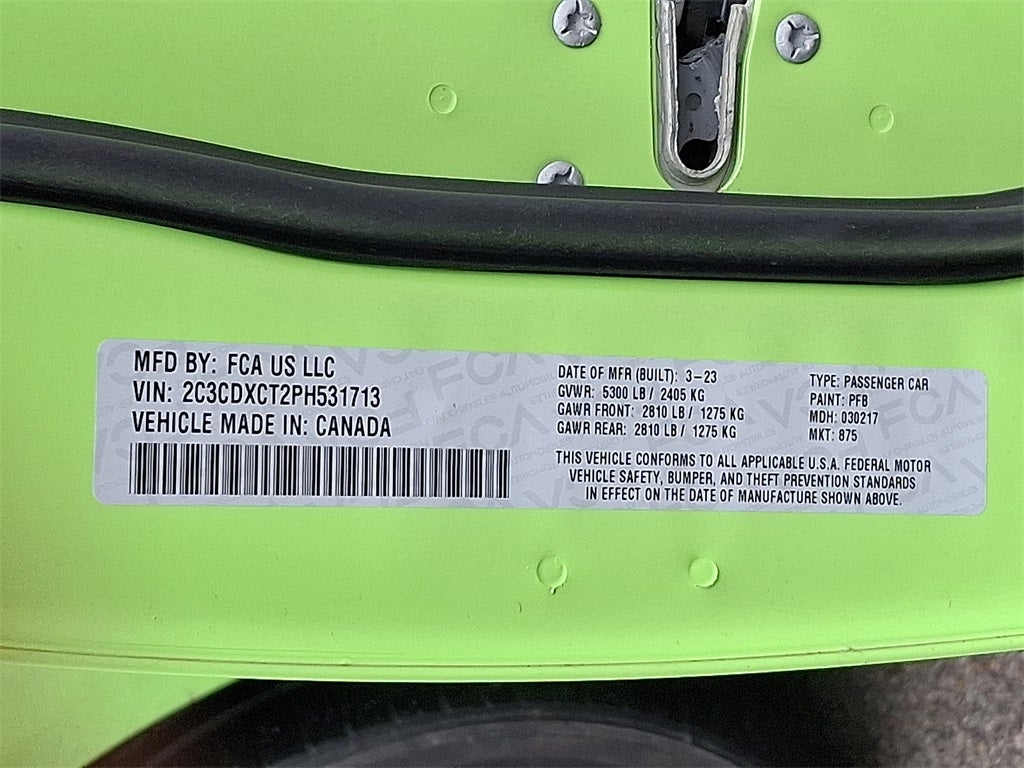 MFD BY: FCA US LLC
VIN: 2C3CDXCT2PH531713
VEHICLE MADE IN: CANADA
DATE OF MFR (BUILT): 3-23
GVWR: 5300 LB / 2405 KG
GAWR FRONT: 2810 LB / 1275 KG
GAWR REAR: 2810 LB / 1275 KG
TYPE: PASSENGER CAR
PAINT: PFB
MDH: 030217
MKT: 875
THIS VEHICLE CONFORMS TO ALL APPLICABLE U.S.A. FEDERAL MOTOR
VEHICLE SAFETY, BUMPER, AND THEFT PREVENTION STANDARDS
IN EFFECT ON THE DATE OF MANUFACTURE SHOWN ABOVE.